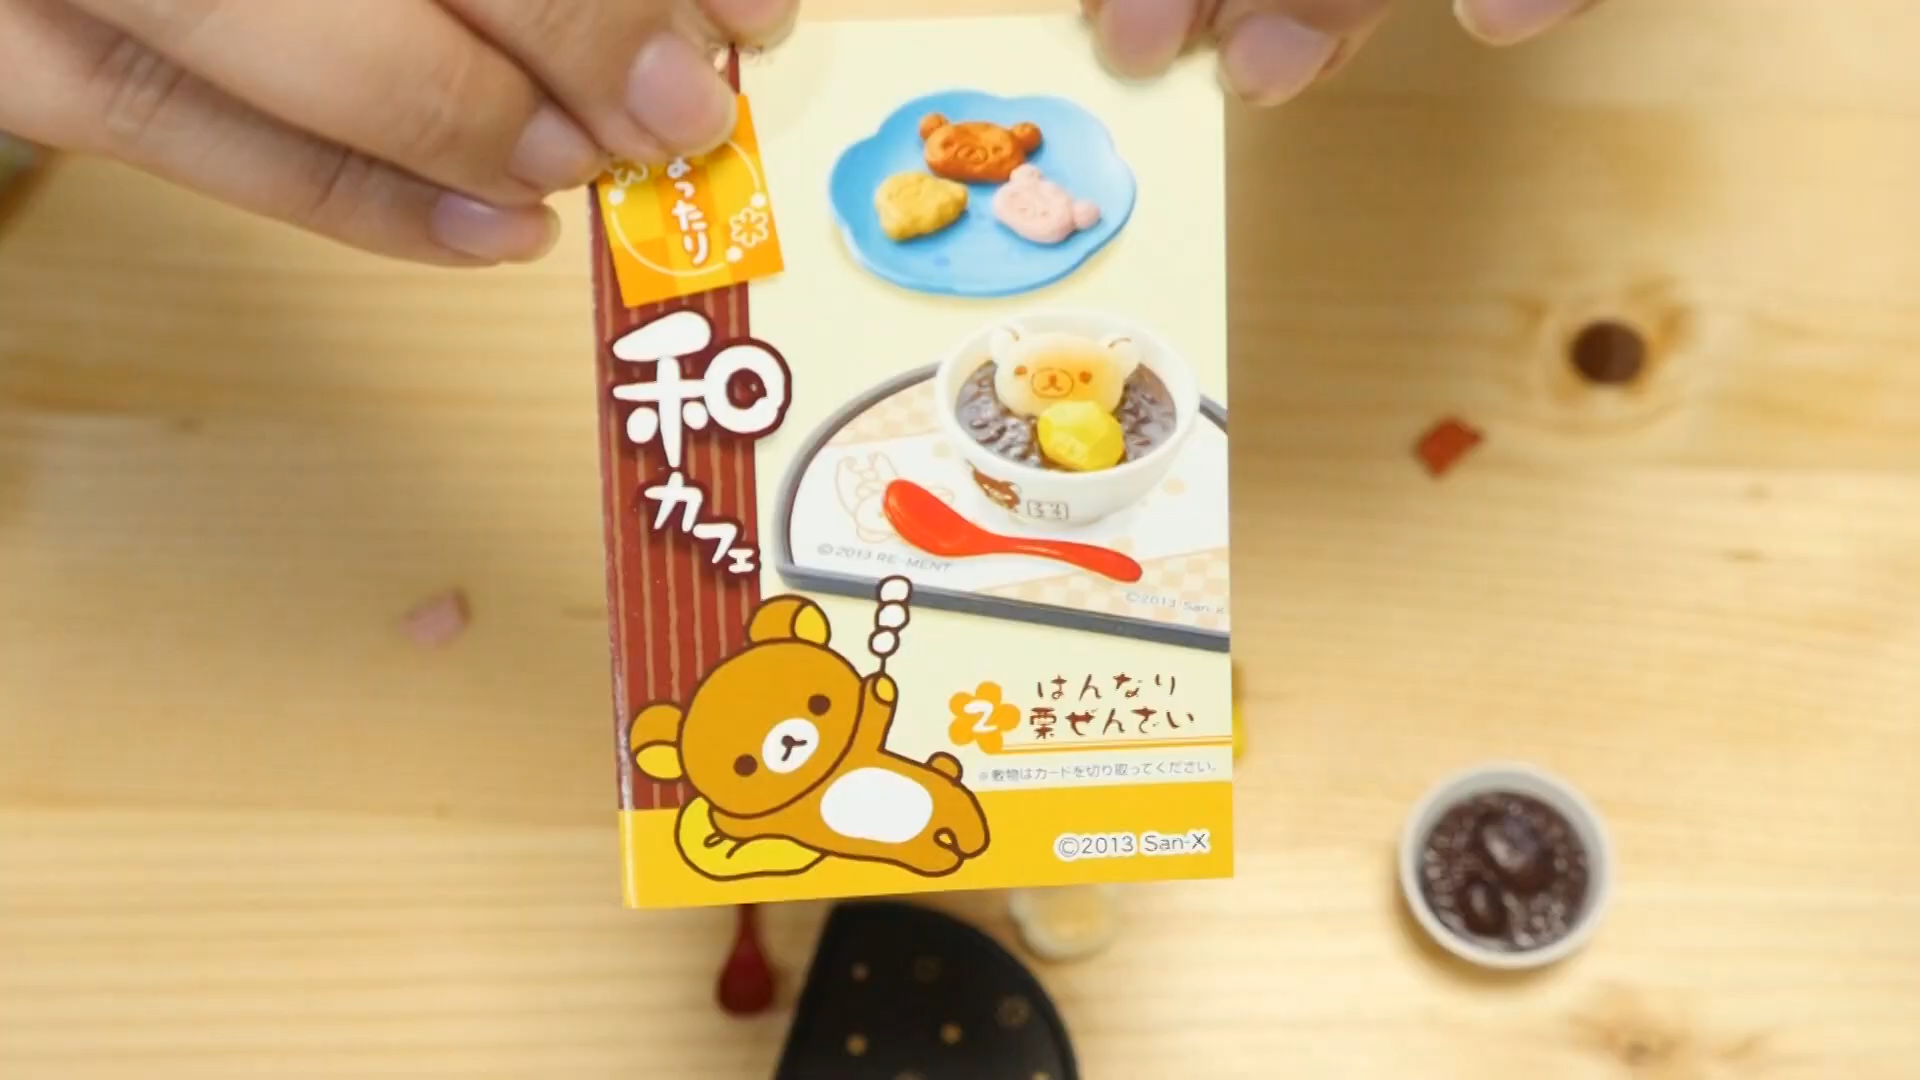 ったり
和
カフェ
©2013 RE-MENT
©2013 San-X
2
はんなり
栗ぜんざい
※敷物はカードを切り取ってください。
©2013 San-X